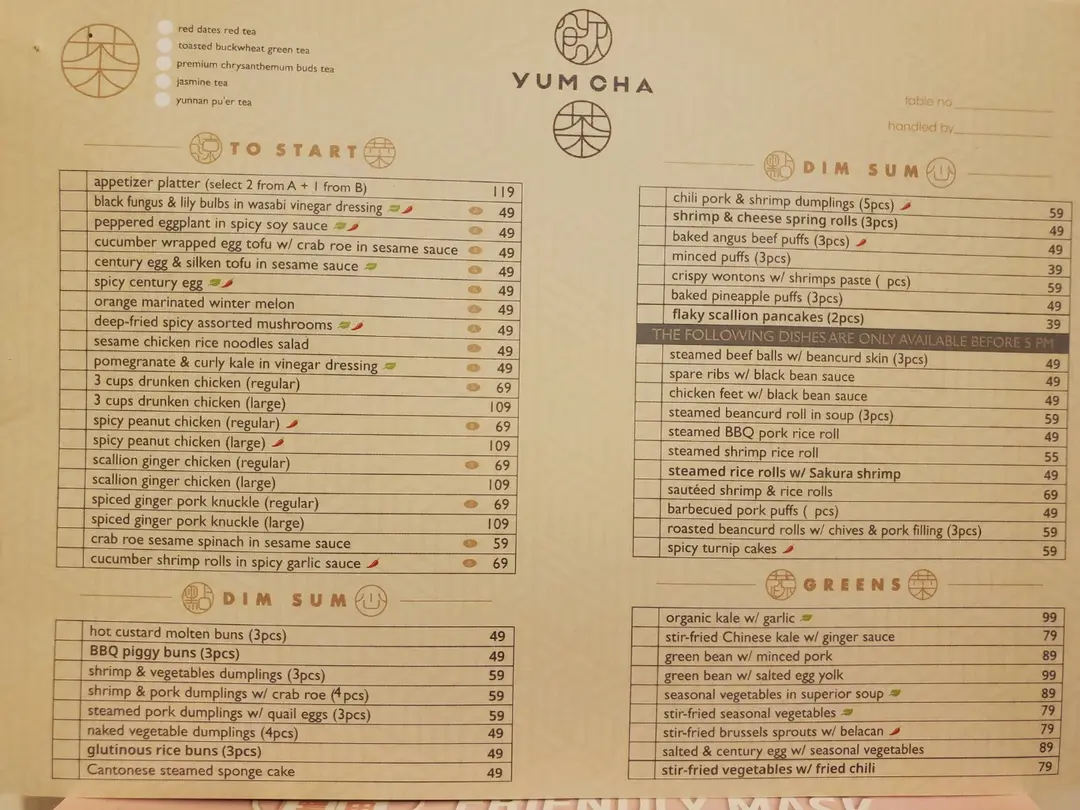 茶
red dates red tea
toasted buckwheat green tea
premium chrysanthemum buds tea
jasmine tea
yunnan pu'er tea
飲
YUM CHA
茶
table no
handled by
TO START 菜
appetizer platter (select 2 from A + 1 from B) 119
black fungus & lily bulbs in wasabi vinegar dressing 49
peppered eggplant in spicy soy sauce 49
cucumber wrapped egg tofu w/ crab roe in sesame sauce 49
century egg & silken tofu in sesame sauce 49
spicy century egg 49
orange marinated winter melon 49
deep-fried spicy assorted mushrooms 49
sesame chicken rice noodles salad 49
pomegranate & curly kale in vinegar dressing 49
3 cups drunken chicken (regular) 69
3 cups drunken chicken (large) 109
spicy peanut chicken (regular) 69
spicy peanut chicken (large) 109
scallion ginger chicken (regular) 69
scallion ginger chicken (large) 109
spiced ginger pork knuckle (regular) 69
spiced ginger pork knuckle (large) 109
crab roe sesame spinach in sesame sauce 59
cucumber shrimp rolls in spicy garlic sauce 69
點 DIM SUM 心
hot custard molten buns (3pcs) 49
BBQ piggy buns (3pcs) 49
shrimp & vegetables dumplings (3pcs) 59
shrimp & pork dumplings w/ crab roe (4pcs) 59
steamed pork dumplings w/ quail eggs (3pcs) 59
naked vegetable dumplings (4pcs) 49
glutinous rice buns (3pcs) 49
Cantonese steamed sponge cake 49
點 DIM SUM 心
chili pork & shrimp dumplings (5pcs) 59
shrimp & cheese spring rolls (3pcs) 49
baked angus beef puffs (3pcs) 49
minced puffs (3pcs) 39
crispy wontons w/ shrimps paste ( pcs) 59
baked pineapple puffs (3pcs) 49
flaky scallion pancakes (2pcs) 39
THE FOLLOWING DISHES ARE ONLY AVAILABLE BEFORE 5 PM
steamed beef balls w/ beancurd skin (3pcs) 49
spare ribs w/ black bean sauce 49
chicken feet w/ black bean sauce 49
steamed beancurd roll in soup (3pcs) 59
steamed BBQ pork rice roll 49
steamed shrimp rice roll 55
steamed rice rolls w/ Sakura shrimp 49
sautéed shrimp & rice rolls 69
barbecued pork puffs ( pcs) 49
roasted beancurd rolls w/ chives & pork filling (3pcs) 59
spicy turnip cakes 59
蔬 GREENS 菜
organic kale w/ garlic 99
stir-fried Chinese kale w/ ginger sauce 79
green bean w/ minced pork 89
green bean w/ salted egg yolk 99
seasonal vegetables in superior soup 89
stir-fried seasonal vegetables 79
stir-fried brussels sprouts w/ belacan 79
salted & century egg w/ seasonal vegetables 89
stir-fried vegetables w/ fried chili 79
FRIENDLY